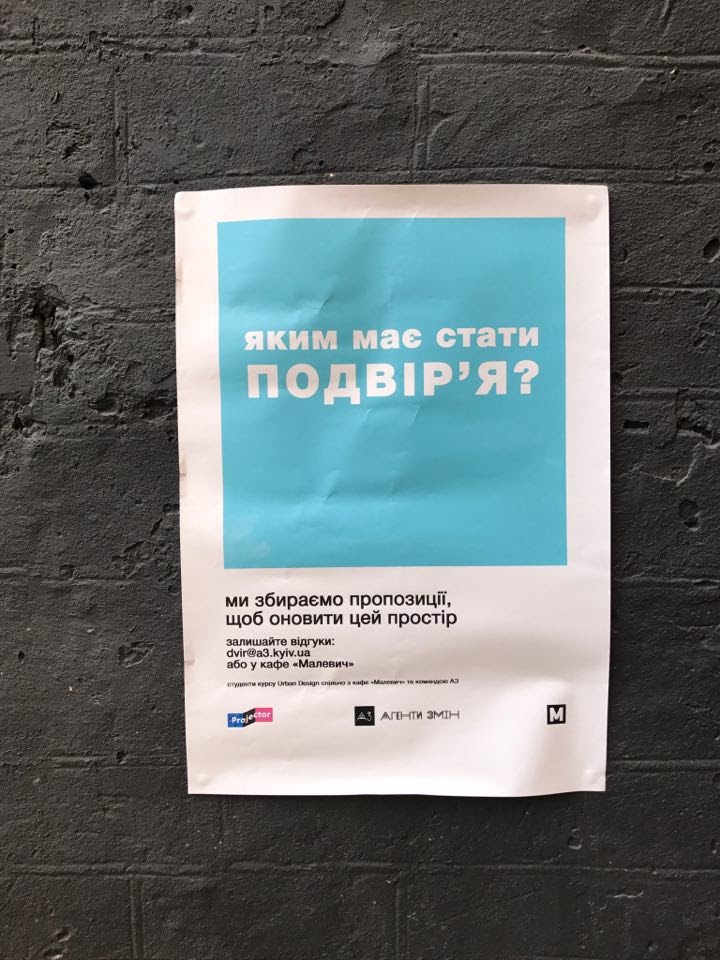 яким має стати
ПОДВІР'Я?
ми збираємо пропозиції,
щоб оновити цей простір
залишайте відгуки:
dvir@a3.kyiv.ua
або у кафе «Малевич»
студенти курсу Urban Design спільно з кафе «Малевич» та командою А3
Projector
А3 АГЕНТИ ЗМІН
М